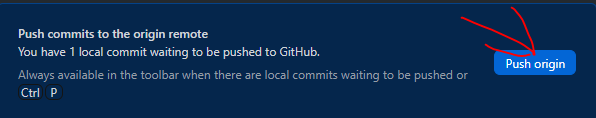 Push commits to the origin remote
You have 1 local commit waiting to be pushed to GitHub.
Push origin
Always available in the toolbar when there are local commits waiting to be pushed or
Ctrl P